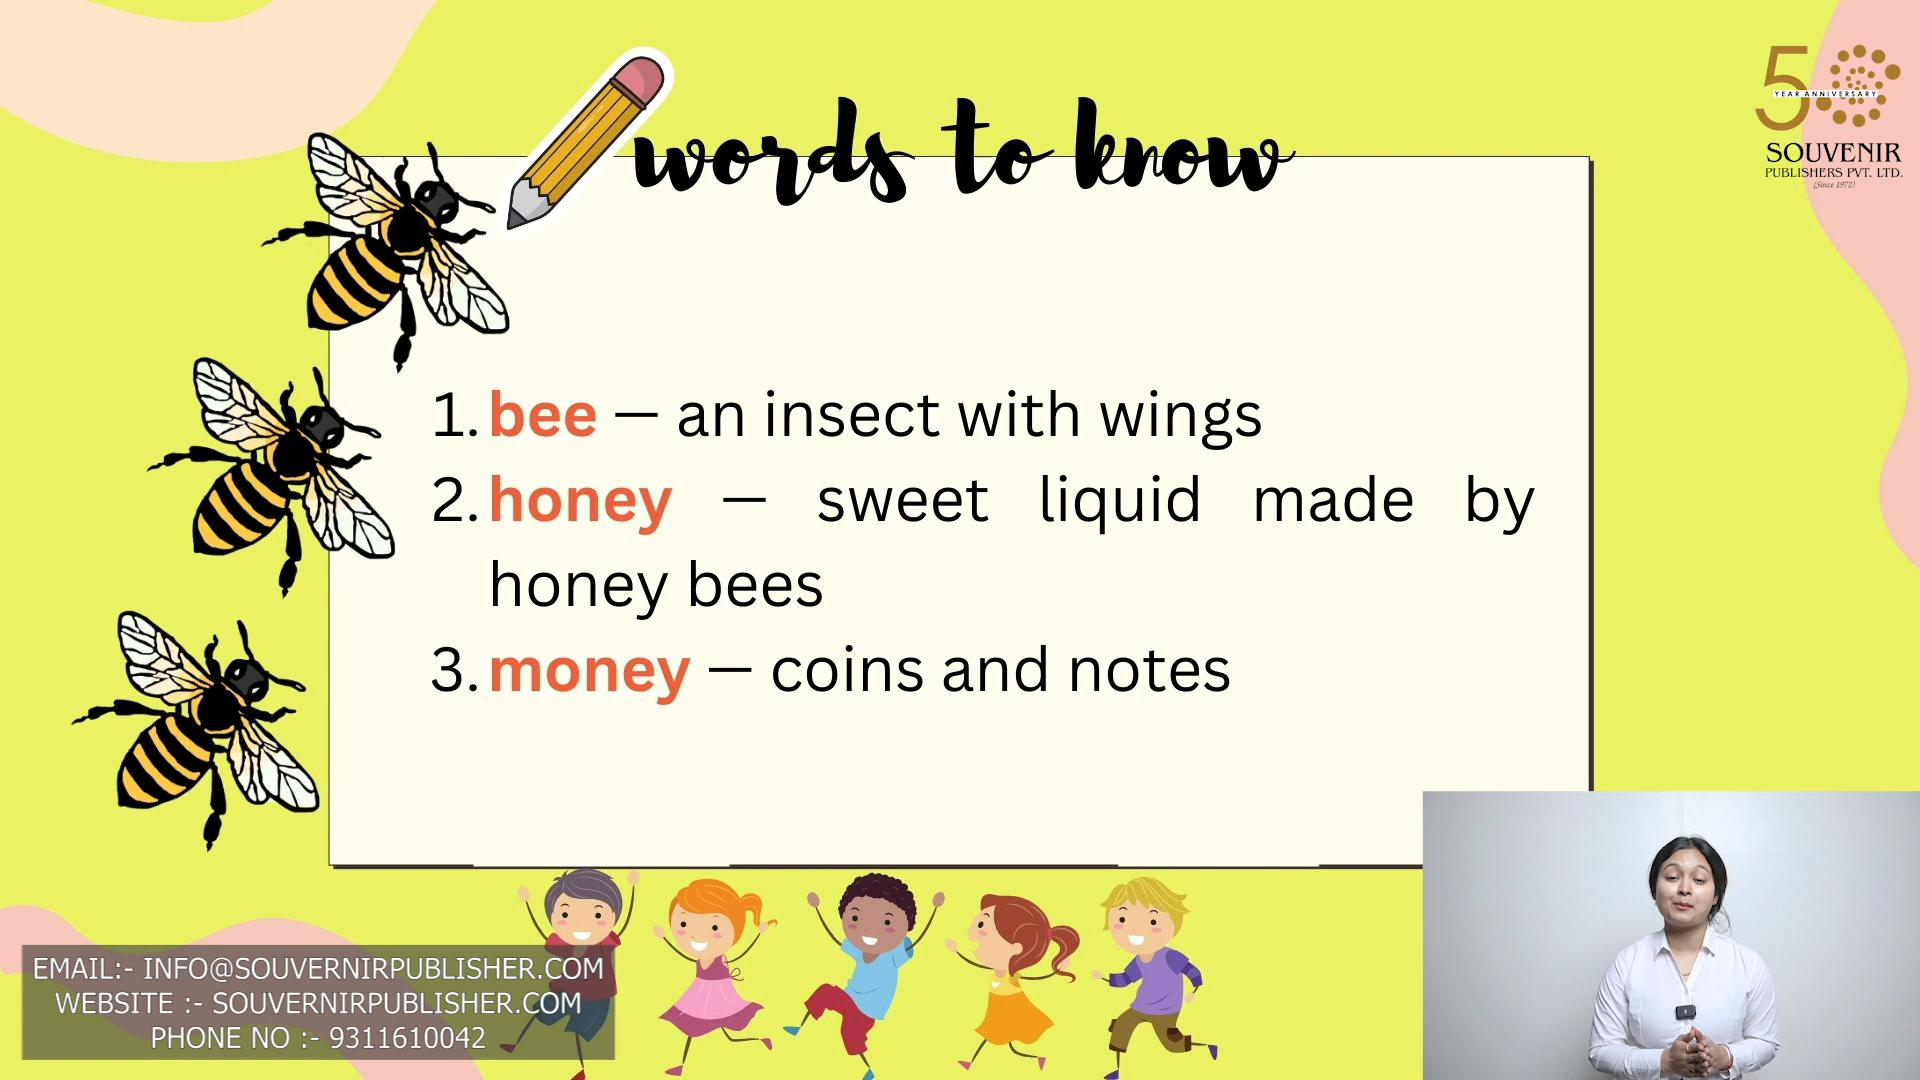 words to know
50
YEAR ANNIVERSARY
SOUVENIR
PUBLISHERS PVT. LTD.
(Since 1972)
1. bee — an insect with wings
2. honey — sweet liquid made by
honey bees
3. money — coins and notes
EMAIL:- INFO@SOUVERNIRPUBLISHER.COM
WEBSITE :- SOUVERNIRPUBLISHER.COM
PHONE NO :- 9311610042